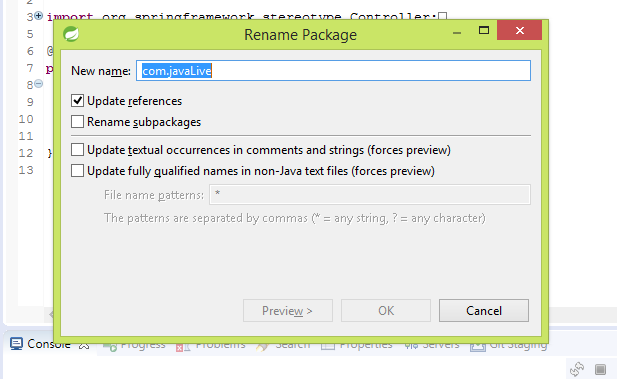 2
3 import org.springframework.stereotype.Controller;
5
6 @
7 p
8
9
10
11
12 }
13
Rename Package
New name: com.javaLive
Update references
Rename subpackages
Update textual occurrences in comments and strings (forces preview)
Update fully qualified names in non-Java text files (forces preview)
File name patterns: *
The patterns are separated by commas (* = any string, ? = any character)
Preview > OK Cancel
Console Progress Problems Search Properties Servers Git Staging